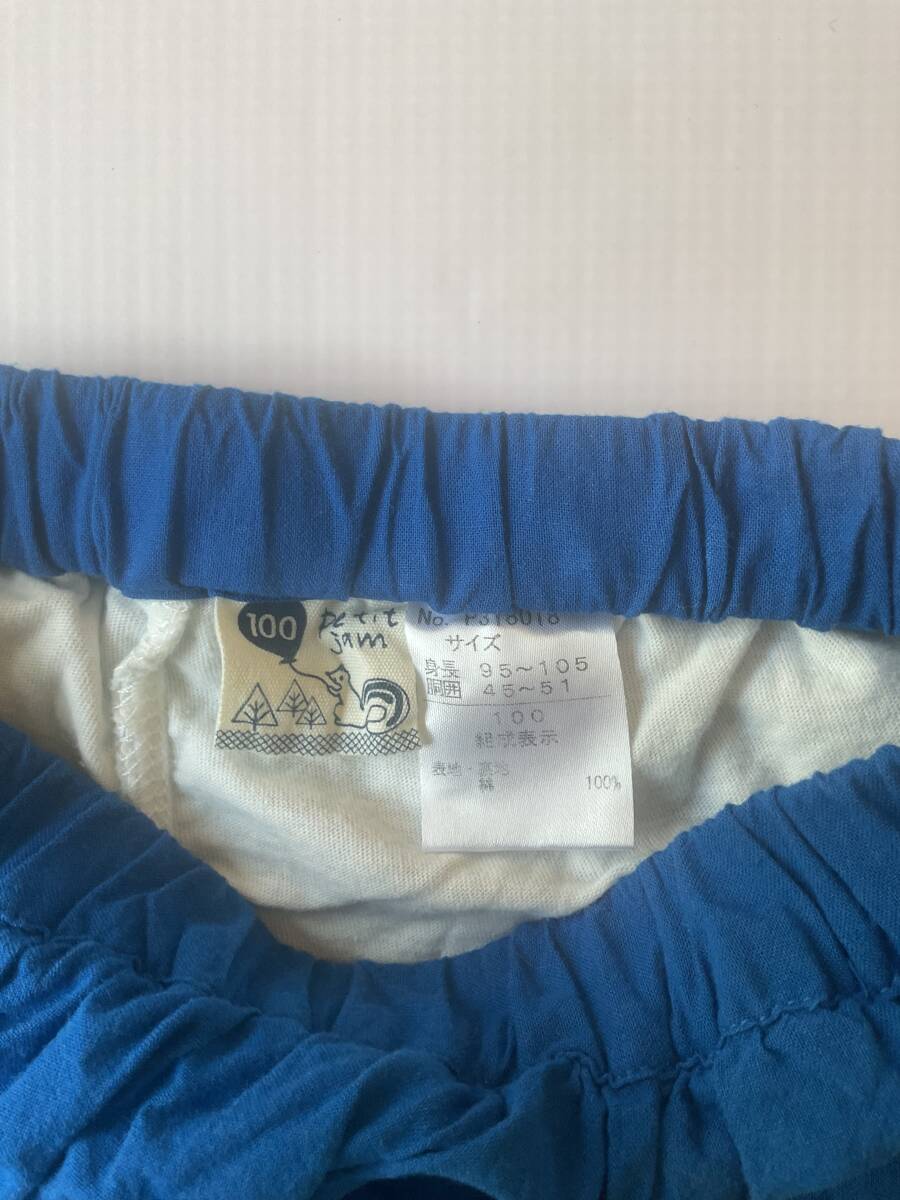 100
petit
jam
No. P316018
サイズ
身長 95～105
胴囲 45～51
100
組成表示
表地・裏地
綿 100%